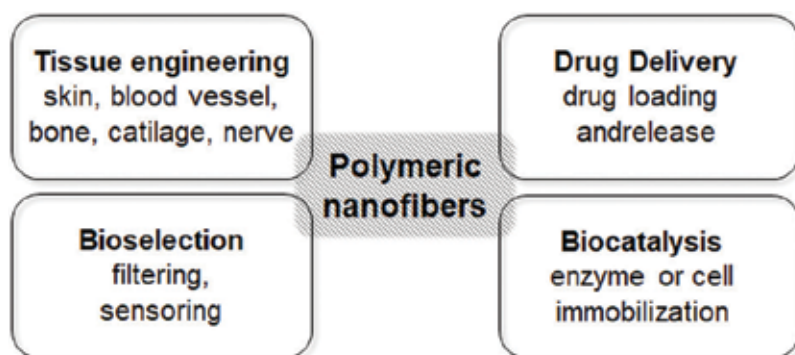 Tissue engineering
skin, blood vessel,
bone, catilage, nerve
Drug Delivery
drug loading
andrelease
Polymeric
nanofibers
Bioselection
filtering,
sensoring
Biocatalysis
enzyme or cell
immobilization